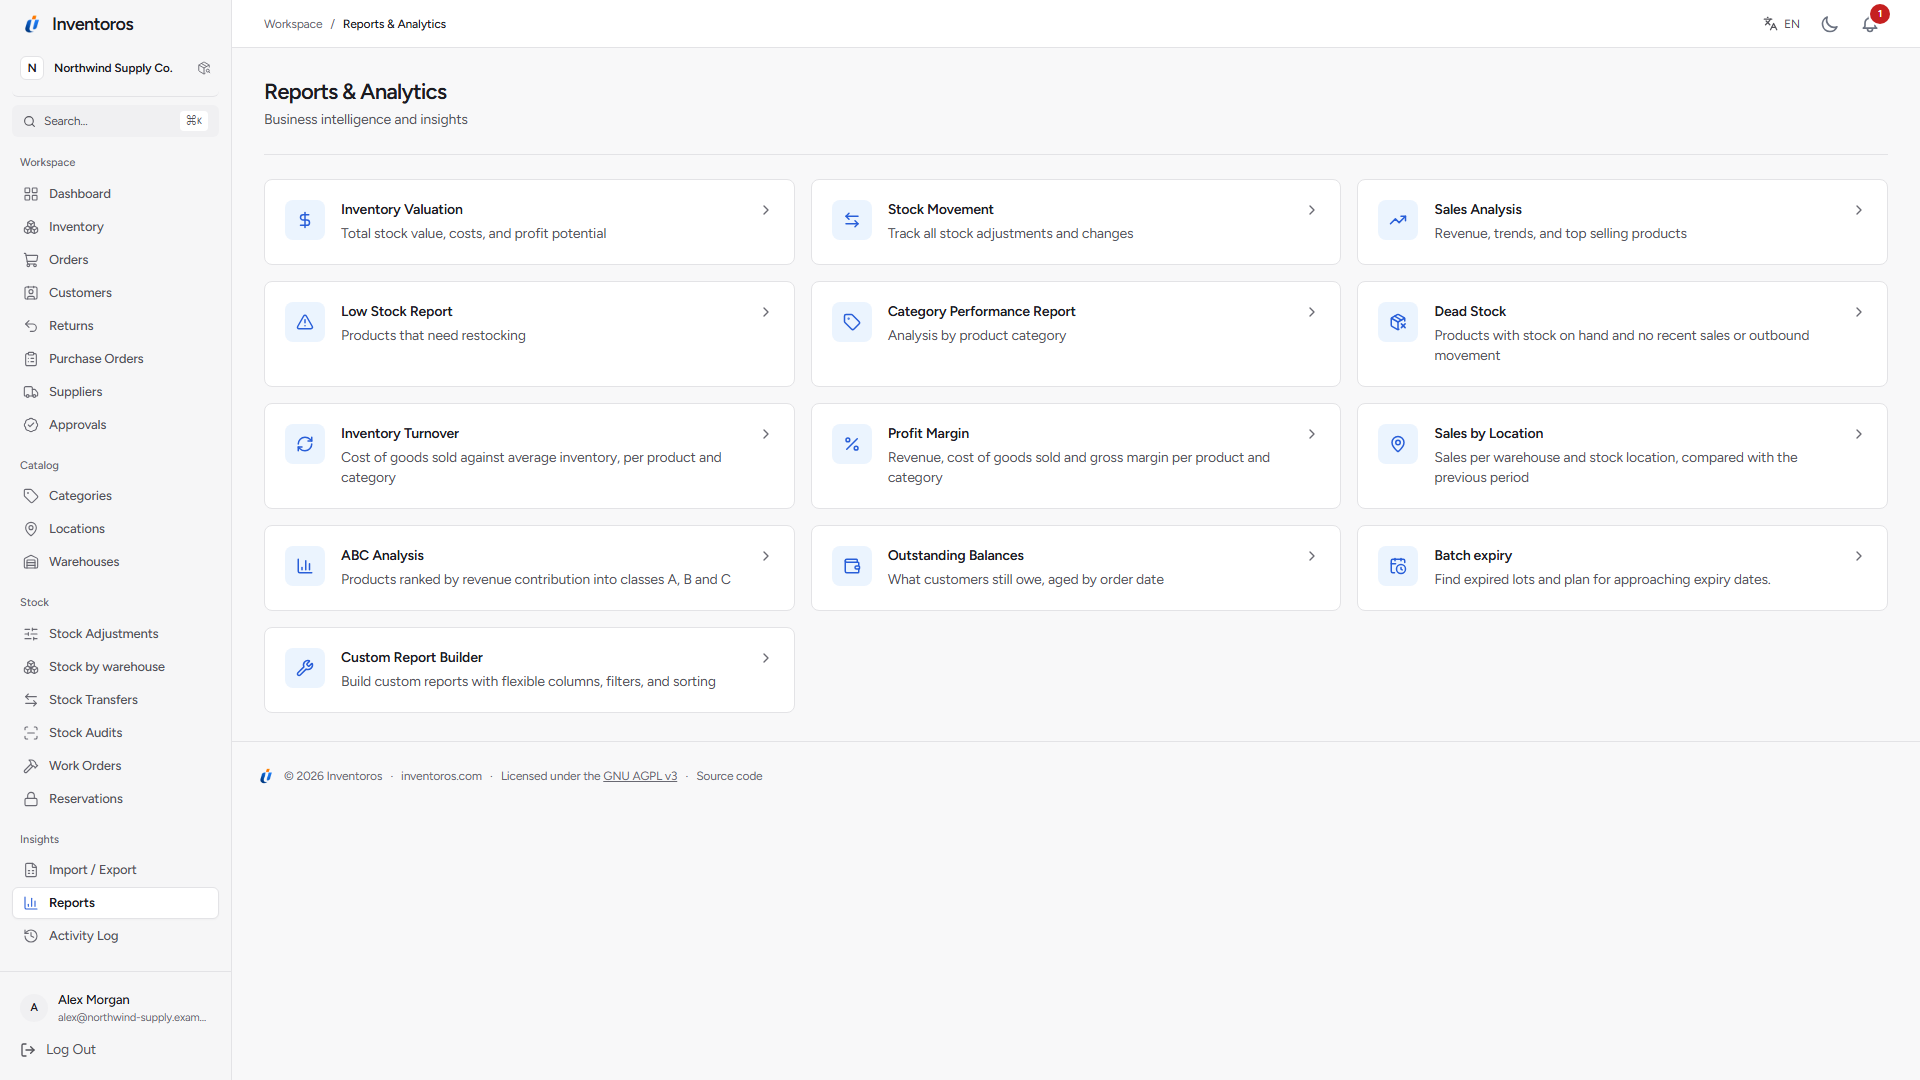 Inventoros
N
Northwind Supply Co.
Search...
⌘K
Workspace
Dashboard
Inventory
Orders
Customers
Returns
Purchase Orders
Suppliers
Approvals
Catalog
Categories
Locations
Warehouses
Stock
Stock Adjustments
Stock by warehouse
Stock Transfers
Stock Audits
Work Orders
Reservations
Insights
Import / Export
Reports
Activity Log
A
Alex Morgan
alex@northwind-supply.exam...
Log Out
Workspace / Reports & Analytics
EN
1
Reports & Analytics
Business intelligence and insights
Inventory Valuation
Total stock value, costs, and profit potential
Stock Movement
Track all stock adjustments and changes
Sales Analysis
Revenue, trends, and top selling products
Low Stock Report
Products that need restocking
Category Performance Report
Analysis by product category
Dead Stock
Products with stock on hand and no recent sales or outbound
movement
Inventory Turnover
Cost of goods sold against average inventory, per product and
category
Profit Margin
Revenue, cost of goods sold and gross margin per product and
category
Sales by Location
Sales per warehouse and stock location, compared with the
previous period
ABC Analysis
Products ranked by revenue contribution into classes A, B and C
Outstanding Balances
What customers still owe, aged by order date
Batch expiry
Find expired lots and plan for approaching expiry dates.
Custom Report Builder
Build custom reports with flexible columns, filters, and sorting
© 2026 Inventoros · inventoros.com · Licensed under the GNU AGPL v3 · Source code